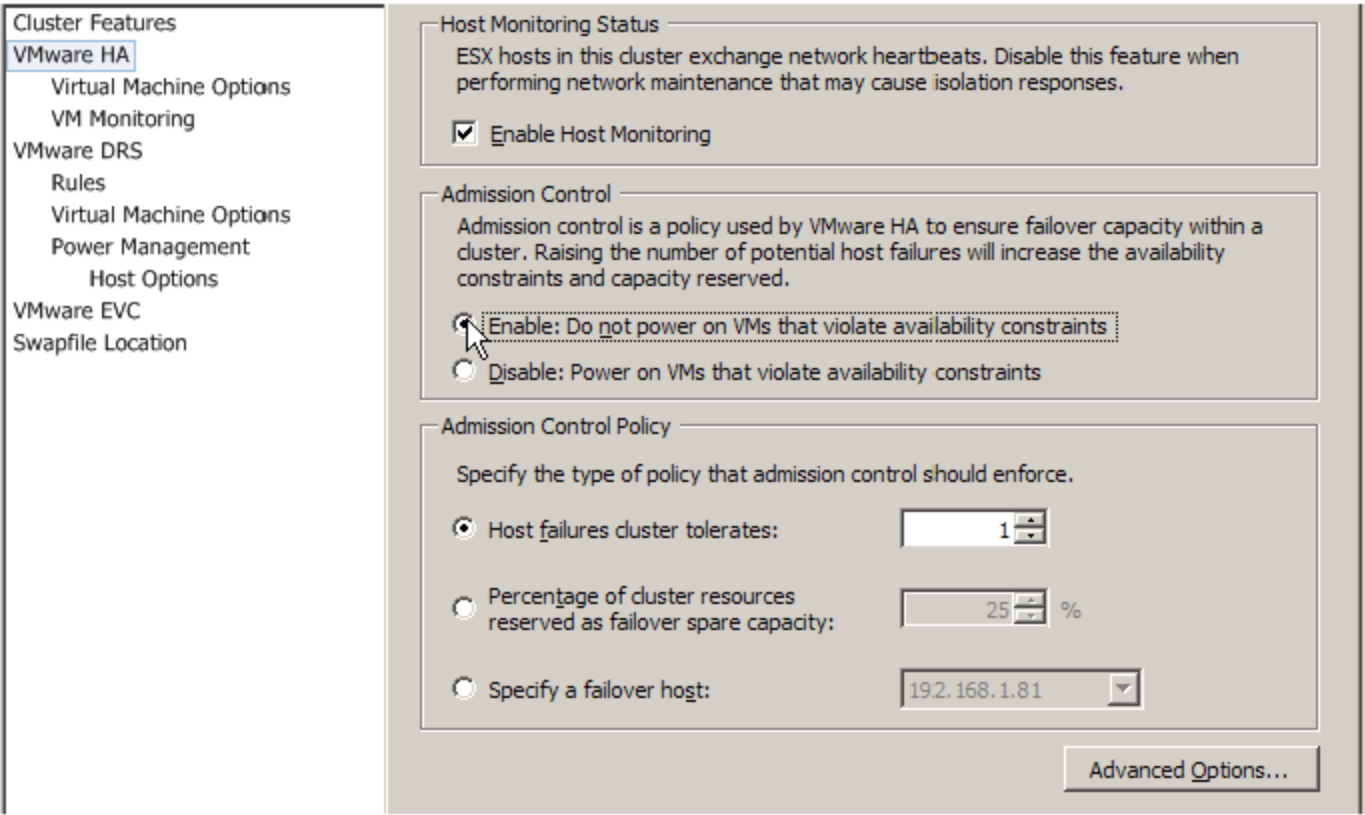 Cluster Features
VMware HA
Virtual Machine Options
VM Monitoring
VMware DRS
Rules
Virtual Machine Options
Power Management
Host Options
VMware EVC
Swapfile Location
Host Monitoring Status
ESX hosts in this cluster exchange network heartbeats. Disable this feature when
performing network maintenance that may cause isolation responses.
Enable Host Monitoring
Admission Control
Admission control is a policy used by VMware HA to ensure failover capacity within a
cluster. Raising the number of potential host failures will increase the availability
constraints and capacity reserved.
Enable: Do not power on VMs that violate availability constraints
Disable: Power on VMs that violate availability constraints
Admission Control Policy
Specify the type of policy that admission control should enforce.
Host failures cluster tolerates: 1
Percentage of cluster resources
reserved as failover spare capacity: 25 %
Specify a failover host: 192.168.1.81
Advanced Options...